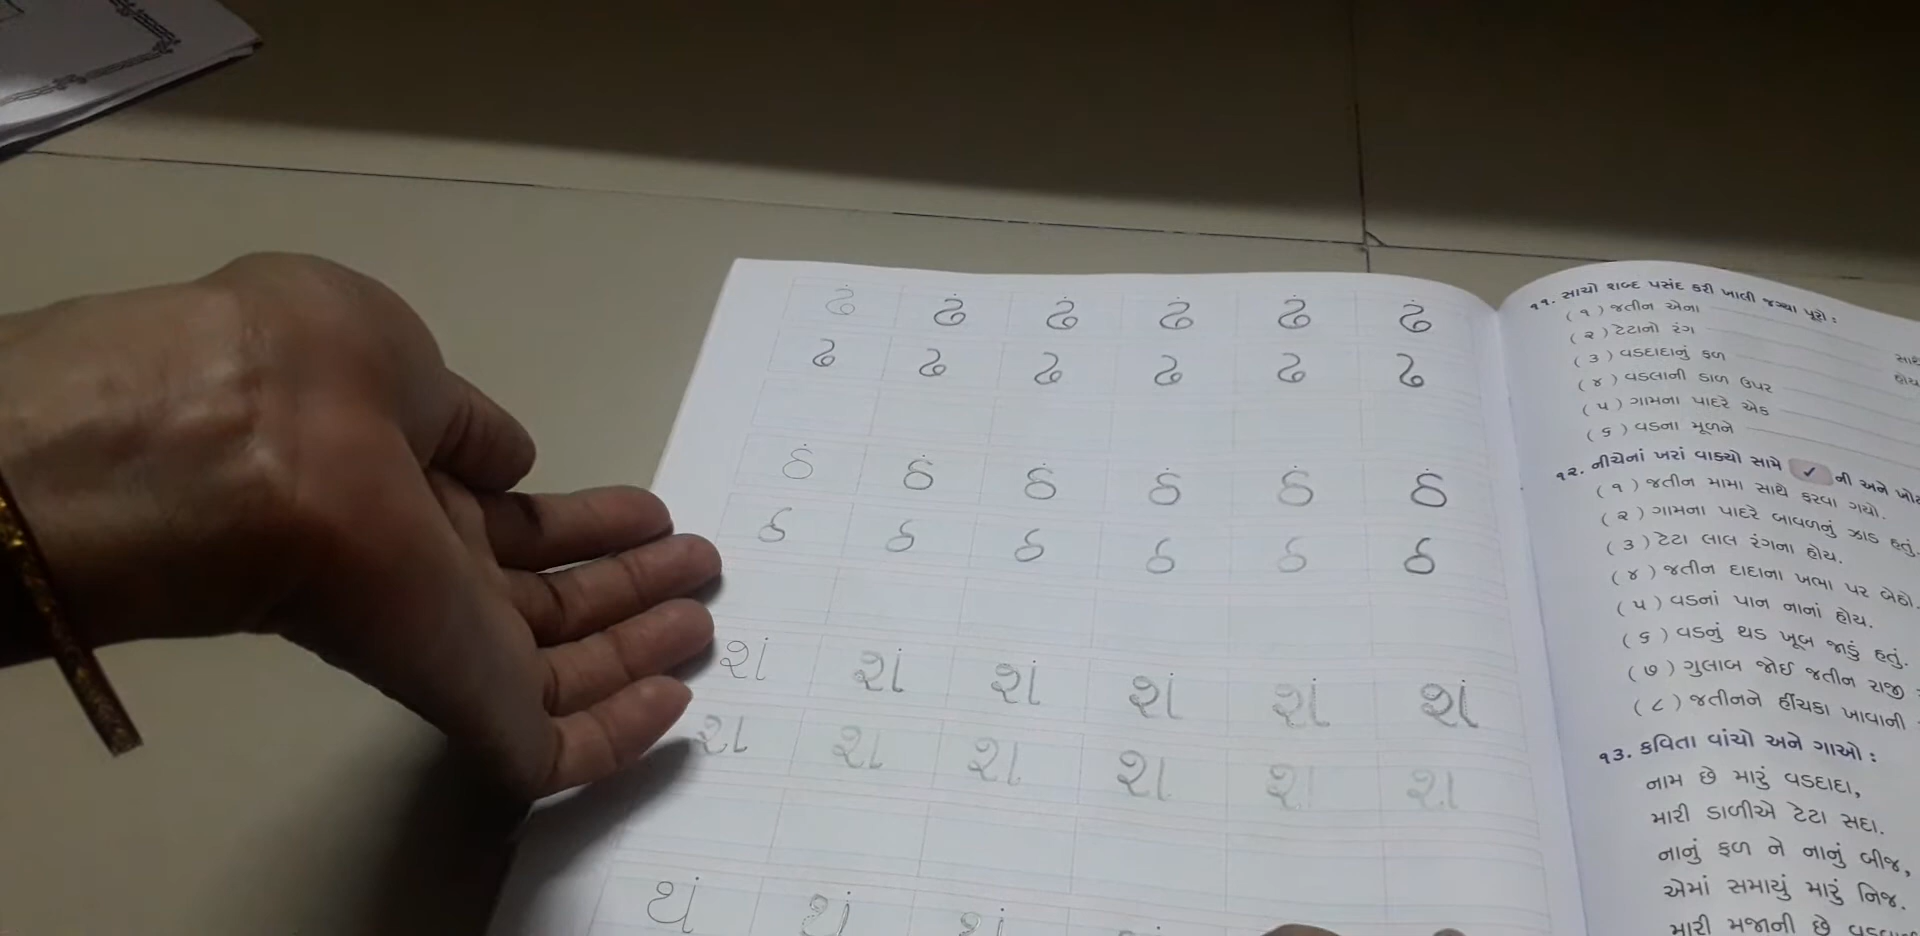 ઢં ઢં ઢં ઢં ઢં ઢં
ઢ ઢ ઢ ઢ ઢ ઢ
ઠં ઠં ઠં ઠં ઠં ઠં
ઠ ઠ ઠ ઠ ઠ ઠ
શં શં શં શં શં શં
શ શ શ શ શ શ
થં થં
૧૧. સાચો શબ્દ પસંદ કરી ખાલી જગ્યા પૂરો :
(૧) જતીન એના
(૨) ટેટાનો રંગ
(૩) વડદાદાનું ફળ
(૪) વડલાની ડાળ ઉપર
(૫) ગામના પાદરે એક
(૬) વડના મૂળને
૧૨. નીચેનાં ખરાં વાક્યો સામે ✓ ની અને
(૧) જતીન મામા સાથે ફરવા ગયો.
(૨) ગામના પાદરે બાવળનું ઝાડ હતું.
(૩) ટેટા લાલ રંગના હોય.
(૪) જતીન દાદાના ખભા પર બેઠો.
(૫) વડનાં પાન નાનાં હોય.
(૬) વડનું થડ ખૂબ જાડું હતું.
(૭) ગુલાબ જોઈ જતીન રાજી
(૮) જતીનને હીંચકા ખાવાની
૧૩. કવિતા વાંચો અને ગાઓ :
નામ છે મારું વડદાદા,
મારી ડાળીએ ટેટા સદા.
નાનું ફળ ને નાનું બીજ,
એમાં સમાયું મારું નિજ.
મારી મજાની છે